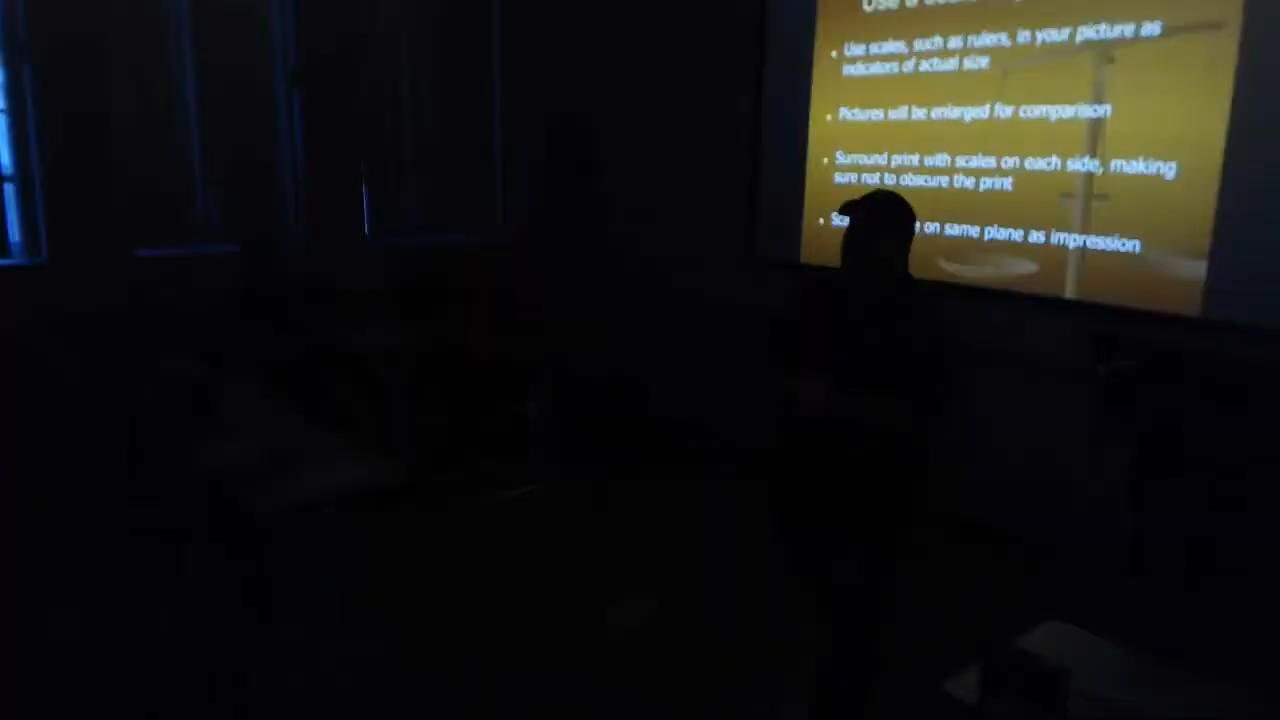 Use a
• Use scales, such as rulers, in your picture as
indicators of actual size
• Pictures will be enlarged for comparison
• Surround print with scales on each side, making
sure not to obscure the print
• on same plane as impression